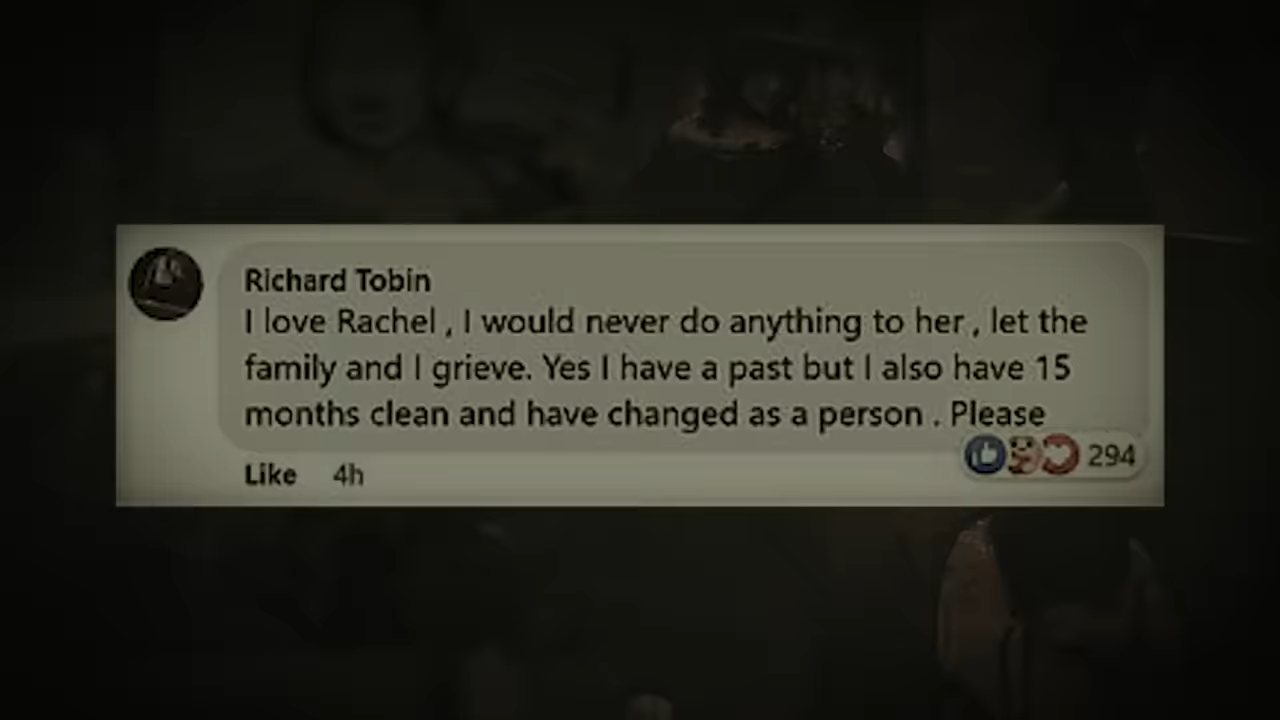 Richard Tobin
I love Rachel , I would never do anything to her , let the
family and I grieve. Yes I have a past but I also have 15
months clean and have changed as a person . Please
294
Like 4h